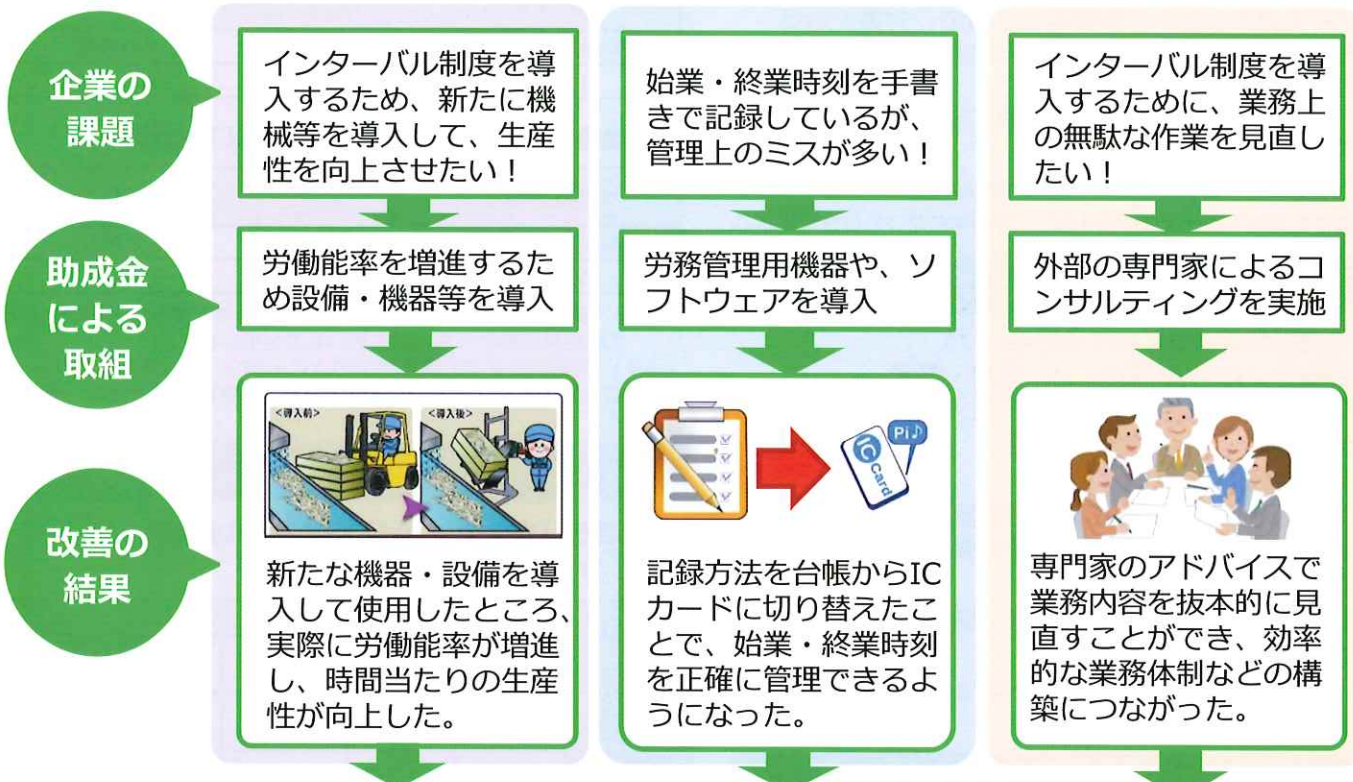 企業の
課題
インターバル制度を導
入するため、新たに機
械等を導入して、生産
性を向上させたい！
始業・終業時刻を手書
きで記録しているが、
管理上のミスが多い！
インターバル制度を導
入するために、業務上
の無駄な作業を見直し
たい！
助成金
による
取組
労働能率を増進するた
め設備・機器等を導入
労務管理用機器や、ソ
フトウェアを導入
外部の専門家によるコ
ンサルティングを実施
改善の
結果
<導入前>
<導入後>
新たな機器・設備を導
入して使用したところ、
実際に労働能率が増進
し、時間当たりの生産
性が向上した。
Pi♪
IC
Card
記録方法を台帳からIC
カードに切り替えたこ
とで、始業・終業時刻
を正確に管理できるよ
うになった。
専門家のアドバイスで
業務内容を抜本的に見
直すことができ、効率
的な業務体制などの構
築につながった。